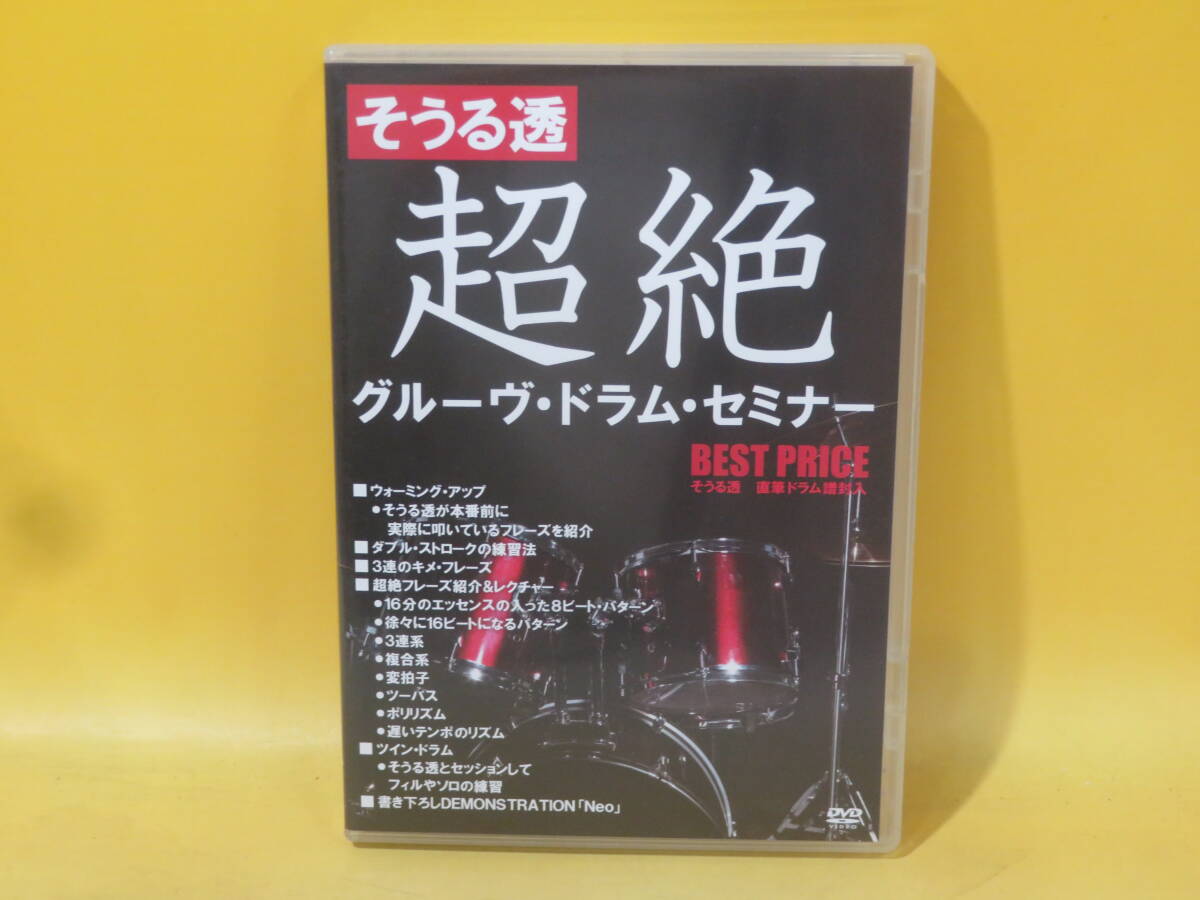 そうる透
超絶
グルーヴ・ドラム・セミナー
BEST PRICE
そうる透 直筆ドラム譜封入
■ウォーミング・アップ
●そうる透が本番前に
実際に叩いているフレーズを紹介
■ダブル・ストロークの練習法
■3連のキメ・フレーズ
■超絶フレーズ紹介&レクチャー
●16分のエッセンスの入った8ビート・パターン
●徐々に16ビートになるパターン
●3連系
●複合系
●変拍子
●ツーバス
●ポリリズム
●遅いテンポのリズム
■ツイン・ドラム
●そうる透とセッションして
フィルやソロの練習
■書き下ろしDEMONSTRATION「Neo」
DVD
VIDEO